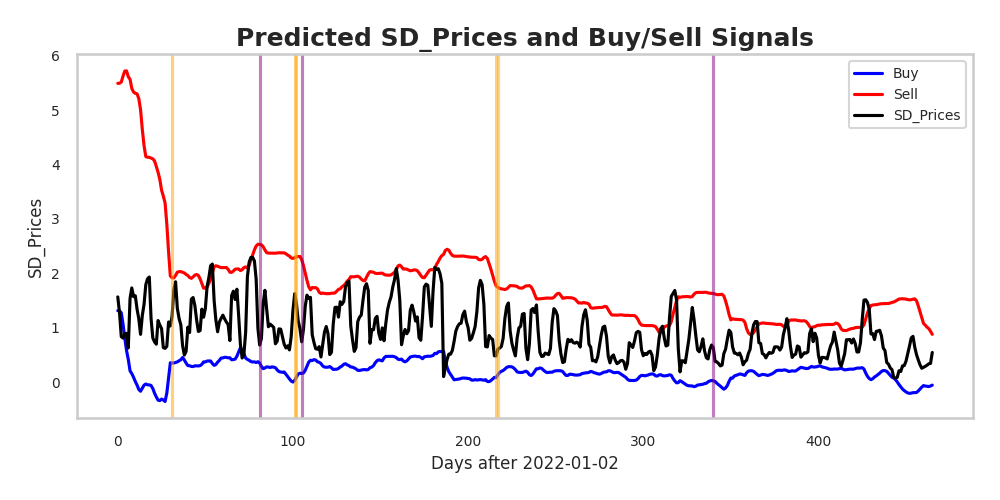 Predicted SD_Prices and Buy/Sell Signals
Buy
Sell
SD_Prices
SD_Prices
6
5
4
3
2
1
0
0 100 200 300 400
Days after 2022-01-02